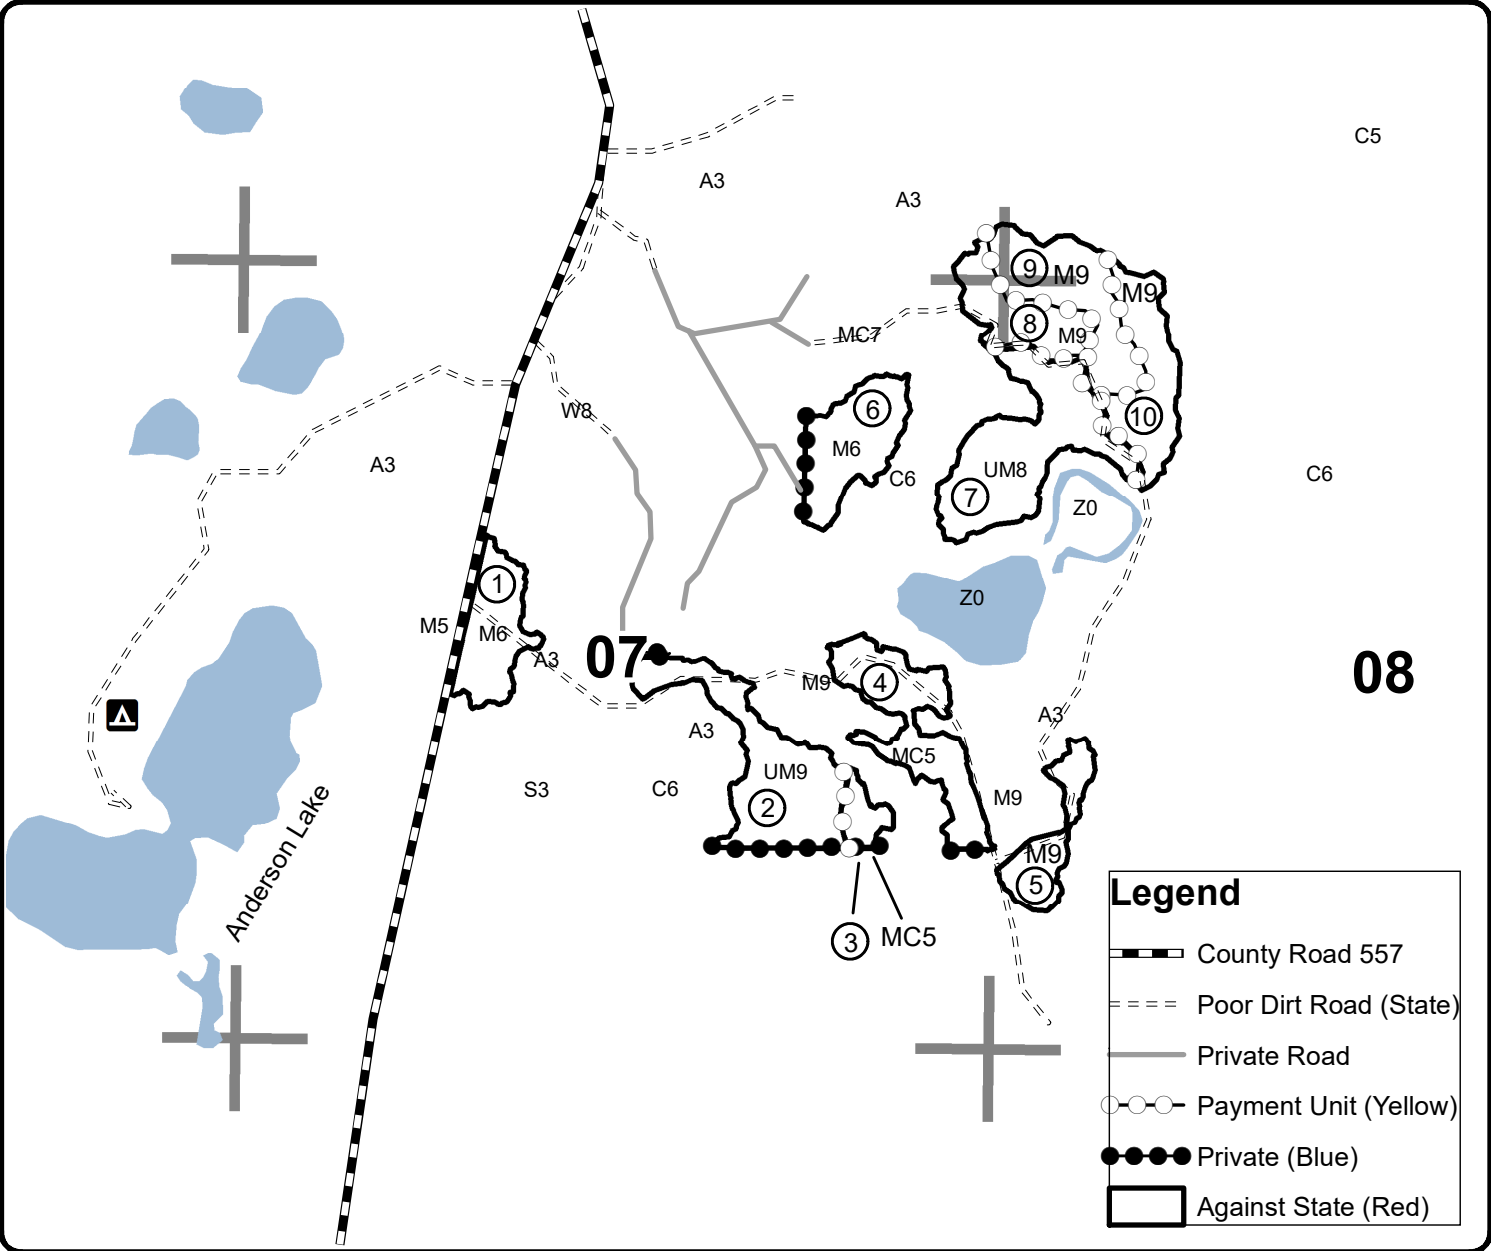 C5
A3
A3
9 M9
M9
8
M9
MC7
6
W8
10
M6
A3
UM8
C6
C6
7
Z0
1
Z0
M5
M6
07
A3
08
M9
4
A3
A3
MC5
UM9
S3
C6
M9
2
Anderson Lake
M9
5
3
MC5
Legend
County Road 557
Poor Dirt Road (State)
Private Road
Payment Unit (Yellow)
Private (Blue)
Against State (Red)